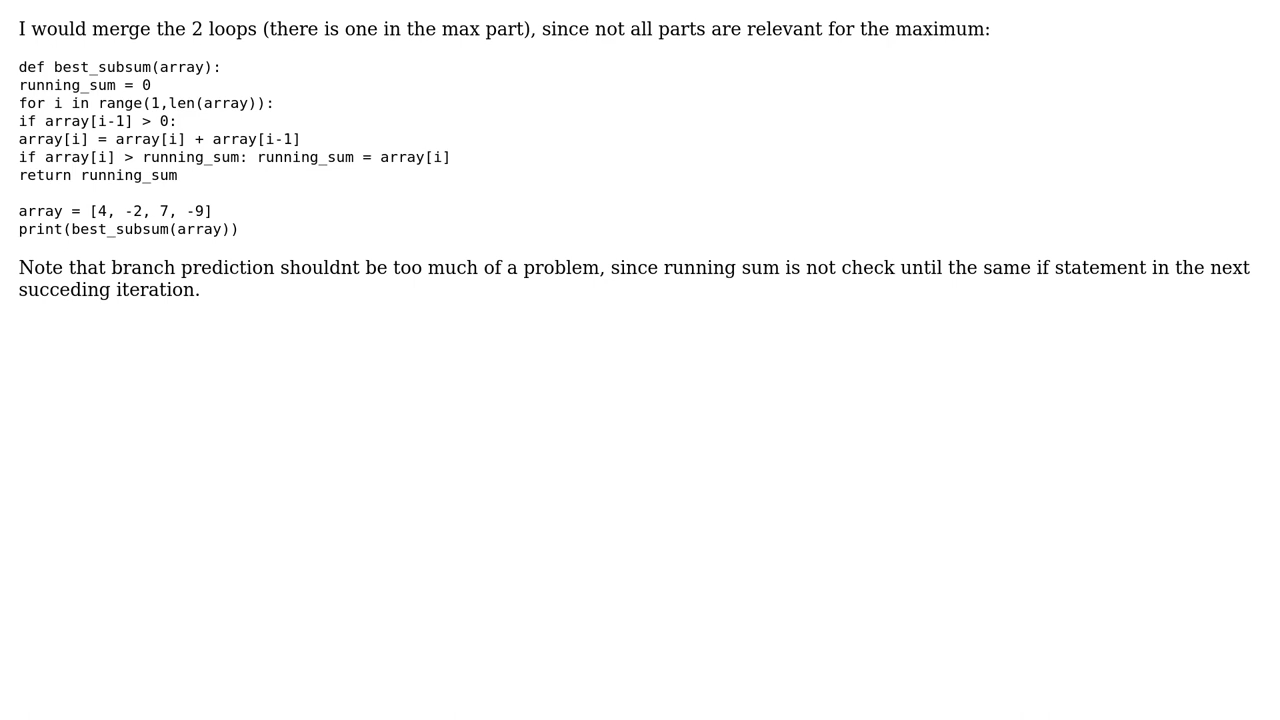 I would merge the 2 loops (there is one in the max part), since not all parts are relevant for the maximum:
def best_subsum(array):
running_sum = 0
for i in range(1,len(array)):
if array[i-1] > 0:
array[i] = array[i] + array[i-1]
if array[i] > running_sum: running_sum = array[i]
return running_sum
array = [4, -2, 7, -9]
print(best_subsum(array))
Note that branch prediction shouldnt be too much of a problem, since running sum is not check until the same if statement in the next
succeding iteration.